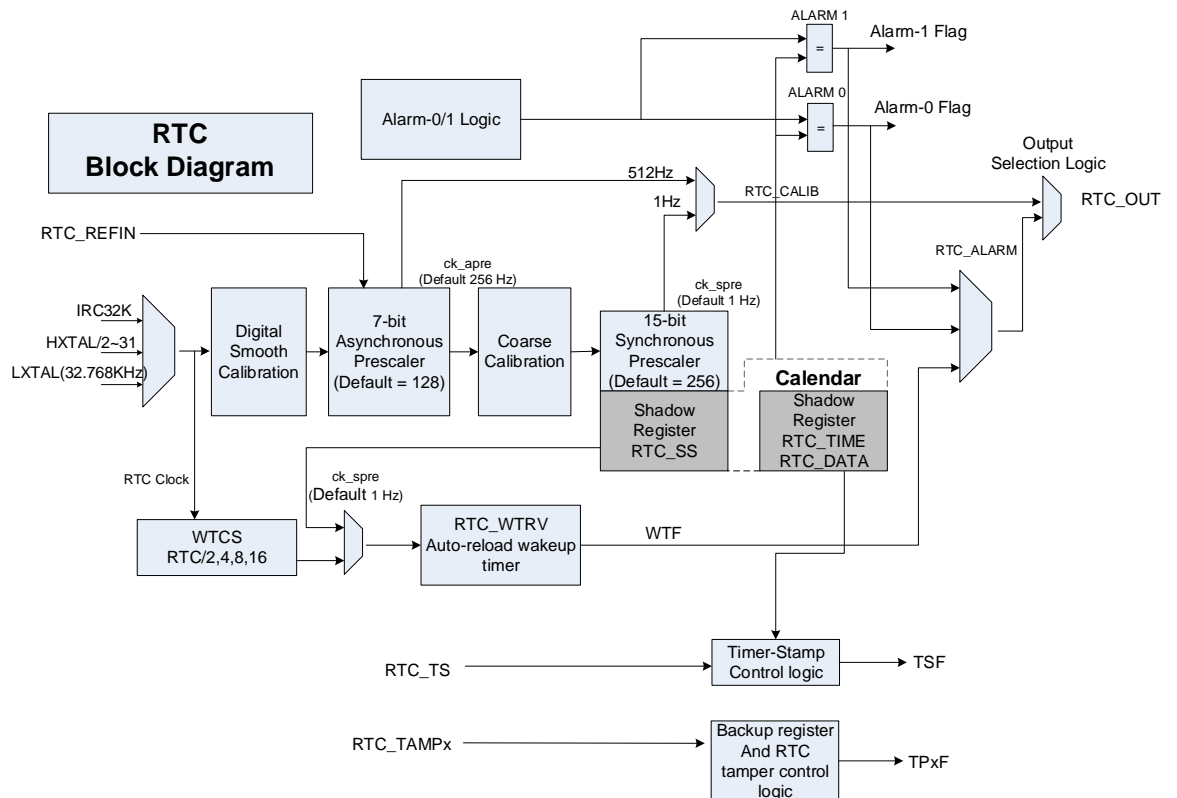 ALARM 1
=
Alarm-1 Flag
ALARM 0
=
Alarm-0 Flag
Alarm-0/1 Logic
RTC
Block Diagram
Output
Selection Logic
512Hz
1Hz
RTC_CALIB
RTC_OUT
RTC_REFIN
RTC_ALARM
ck_apre
(Default 256 Hz)
ck_spre
(Default 1 Hz)
IRC32K
HXTAL/2~31
LXTAL(32.768KHz)
Digital
Smooth
Calibration
7-bit
Asynchronous
Prescaler
(Default = 128)
Coarse
Calibration
15-bit
Synchronous
Prescaler
(Default = 256)
Shadow
Register
RTC_SS
Calendar
Shadow
Register
RTC_TIME
RTC_DATA
RTC Clock
ck_spre
(Default 1 Hz)
WTCS
RTC/2,4,8,16
RTC_WTRV
Auto-reload wakeup
timer
WTF
RTC_TS
Timer-Stamp
Control logic
TSF
RTC_TAMPx
Backup register
And RTC
tamper control
logic
TPxF